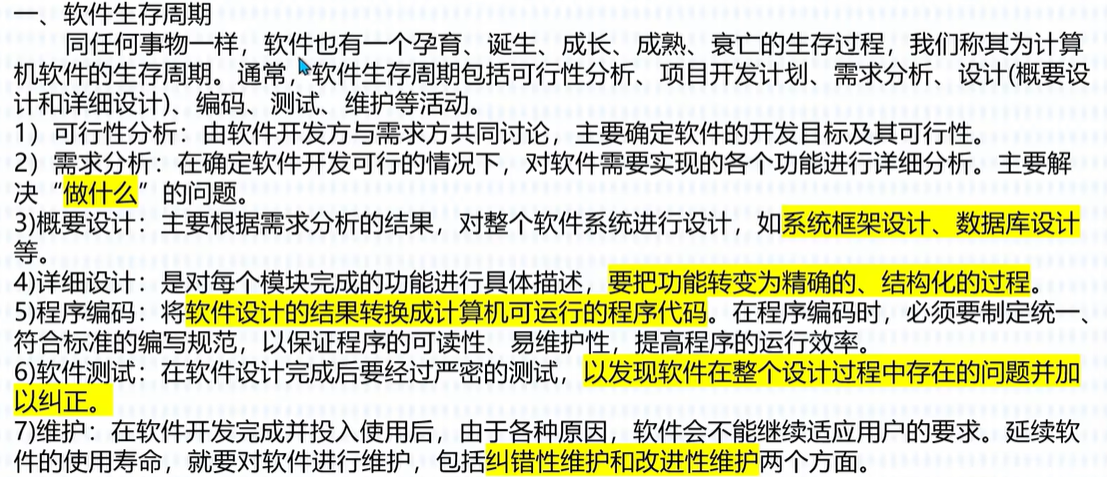 一、软件生存周期
同任何事物一样，软件也有一个孕育、诞生、成长、成熟、衰亡的生存过程，我们称其为计算
机软件的生存周期。通常，软件生存周期包括可行性分析、项目开发计划、需求分析、设计(概要设
计和详细设计)、编码、测试、维护等活动。
1）可行性分析：由软件开发方与需求方共同讨论，主要确定软件的开发目标及其可行性。
2）需求分析：在确定软件开发可行的情况下，对软件需要实现的各个功能进行详细分析。主要解
决“做什么”的问题。
3)概要设计：主要根据需求分析的结果，对整个软件系统进行设计，如系统框架设计、数据库设计
等。
4)详细设计：是对每个模块完成的功能进行具体描述，要把功能转变为精确的、结构化的过程。
5)程序编码：将软件设计的结果转换成计算机可运行的程序代码。在程序编码时，必须要制定统一、
符合标准的编写规范，以保证程序的可读性、易维护性，提高程序的运行效率。
6)软件测试：在软件设计完成后要经过严密的测试，以发现软件在整个设计过程中存在的问题并加
以纠正。
7)维护：在软件开发完成并投入使用后，由于各种原因，软件会不能继续适应用户的要求。延续软
件的使用寿命，就要对软件进行维护，包括纠错性维护和改进性维护两个方面。